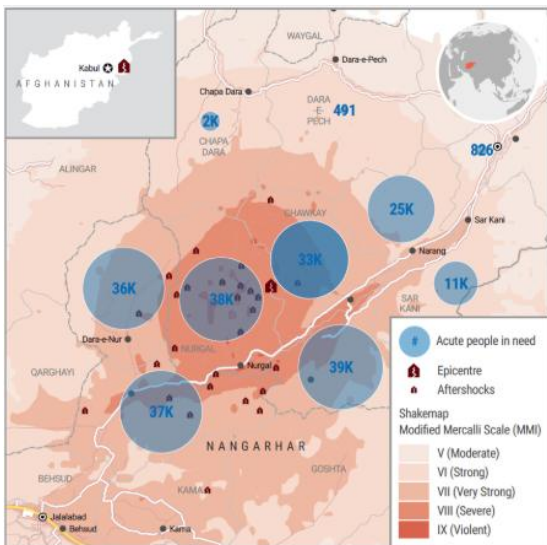 Kabul
AFGHANISTAN
WAYGAL
Dara-e-Pech
Chapa Dara
DARA
-E-
PECH
491
2K
CHAPA
DARA
826
ALINGAR
25K
CHAWKAY
Sar Kani
33K
Narang
36K
38K
11K
SAR
KANI
Dara-e-Nur
NURGAL
QARGHAYI
Nurgal
39K
37K
NANGARHAR
GOSHTA
BEHSUD
KAMA
Jalalabad
Behsud
Kama
# Acute people in need
Epicentre
Aftershocks
Shakemap
Modified Mercalli Scale (MMI)
V (Moderate)
VI (Strong)
VII (Very Strong)
VIII (Severe)
IX (Violent)